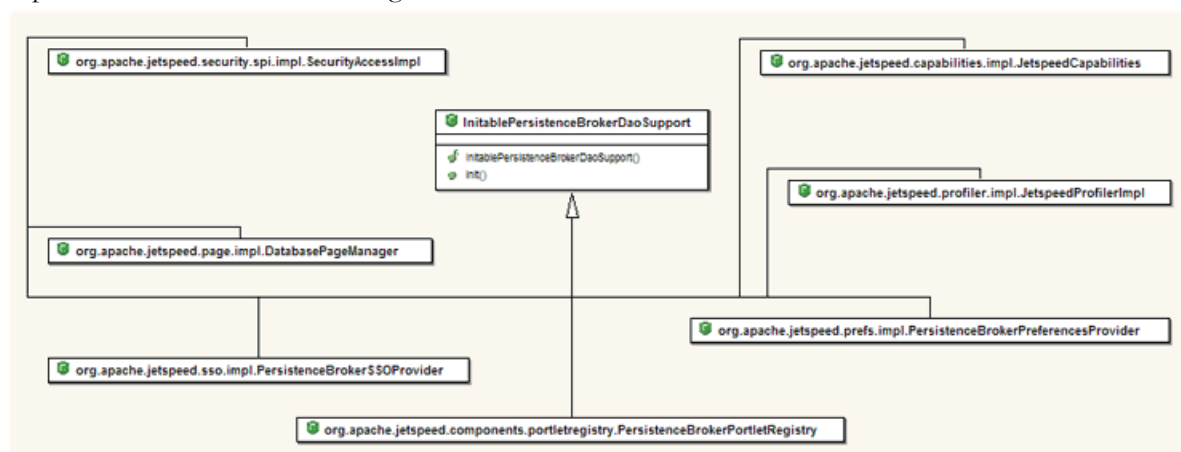 org.apache.jetspeed.security.spi.impl.SecurityAccessImpl
org.apache.jetspeed.capabilities.impl.JetspeedCapabilities
InitablePersistenceBrokerDaoSupport
InitablePersistenceBrokerDaoSupport()
init()
org.apache.jetspeed.profiler.impl.JetspeedProfilerImpl
org.apache.jetspeed.page.impl.DatabasePageManager
org.apache.jetspeed.prefs.impl.PersistenceBrokerPreferencesProvider
org.apache.jetspeed.sso.impl.PersistenceBrokerSSOProvider
org.apache.jetspeed.components.portletregistry.PersistenceBrokerPortletRegistry